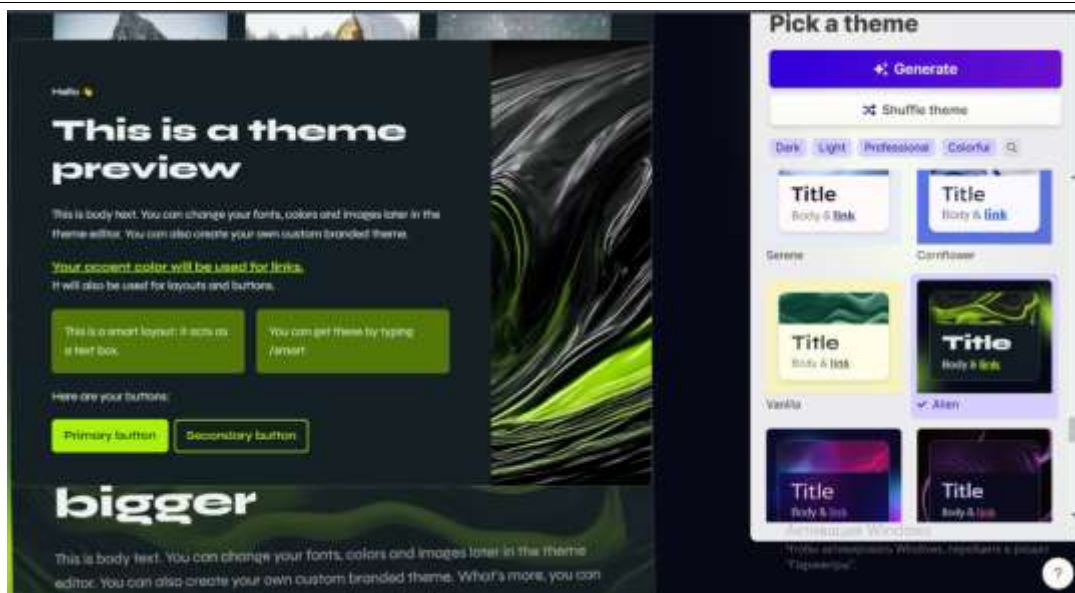 Hello 👋
This is a theme
preview
This is body text. You can change your fonts, colors and images later in the
theme editor. You can also create your own custom branded theme.
Your accent color will be used for links.
It will also be used for layouts and buttons.
This is a smart layout: it acts as
a text box.
You can get these by typing
/smart
Here are your buttons:
Primary button
Secondary button
bigger
This is body text. You can change your fonts, colors and images later in the theme
editor. You can also create your own custom branded theme. What's more, you can
Pick a theme
Generate
Shuffle theme
Dark Light Professional Colorful
Title
Body & link
Serene
Title
Body & link
Cornflower
Title
Body & link
Vanilla
Title
Body & link
Alien
Title
Body & link
Title
Body & link
Активация Windows
Чтобы активировать Windows, перейдите в раздел
"Параметры".
?